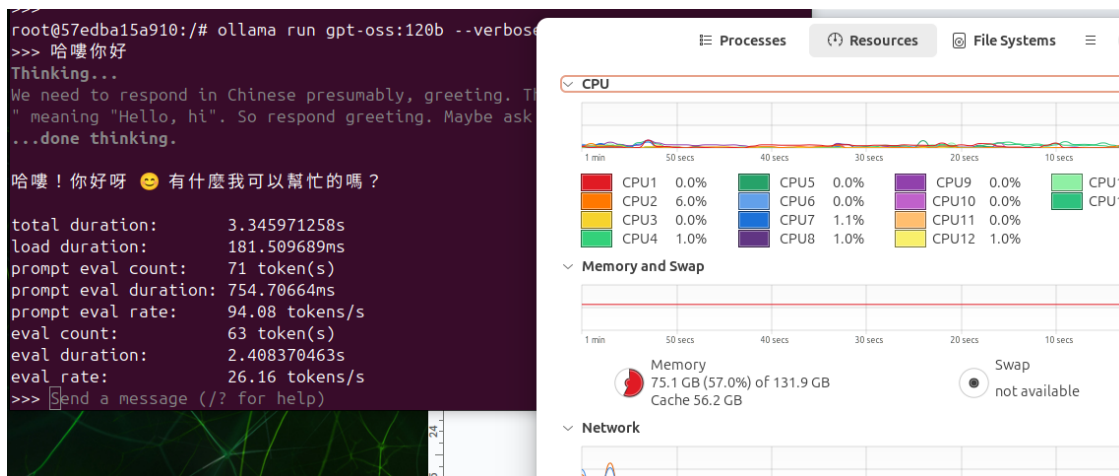 >>>
root@57edba15a910:/# ollama run gpt-oss:120b --verbose
>>> 哈嘍你好
Thinking...
We need to respond in Chinese presumably, greeting.
" meaning "Hello, hi". So respond greeting. Maybe ask
...done thinking.
哈嘍！你好呀 😊 有什麼我可以幫忙的嗎？
total duration: 3.345971258s
load duration: 181.509689ms
prompt eval count: 71 token(s)
prompt eval duration: 754.70664ms
prompt eval rate: 94.08 tokens/s
eval count: 63 token(s)
eval duration: 2.408370463s
eval rate: 26.16 tokens/s
>>> Send a message (/? for help)
24
Processes Resources File Systems
CPU
1 min 50 secs 40 secs 30 secs 20 secs 10 secs
CPU1 0.0% CPU5 0.0% CPU9 0.0%
CPU2 6.0% CPU6 0.0% CPU10 0.0%
CPU3 0.0% CPU7 1.1% CPU11 0.0%
CPU4 1.0% CPU8 1.0% CPU12 1.0%
Memory and Swap
1 min 50 secs 40 secs 30 secs 20 secs 10 secs
Memory
75.1 GB (57.0%) of 131.9 GB
Cache 56.2 GB
Swap
not available
Network